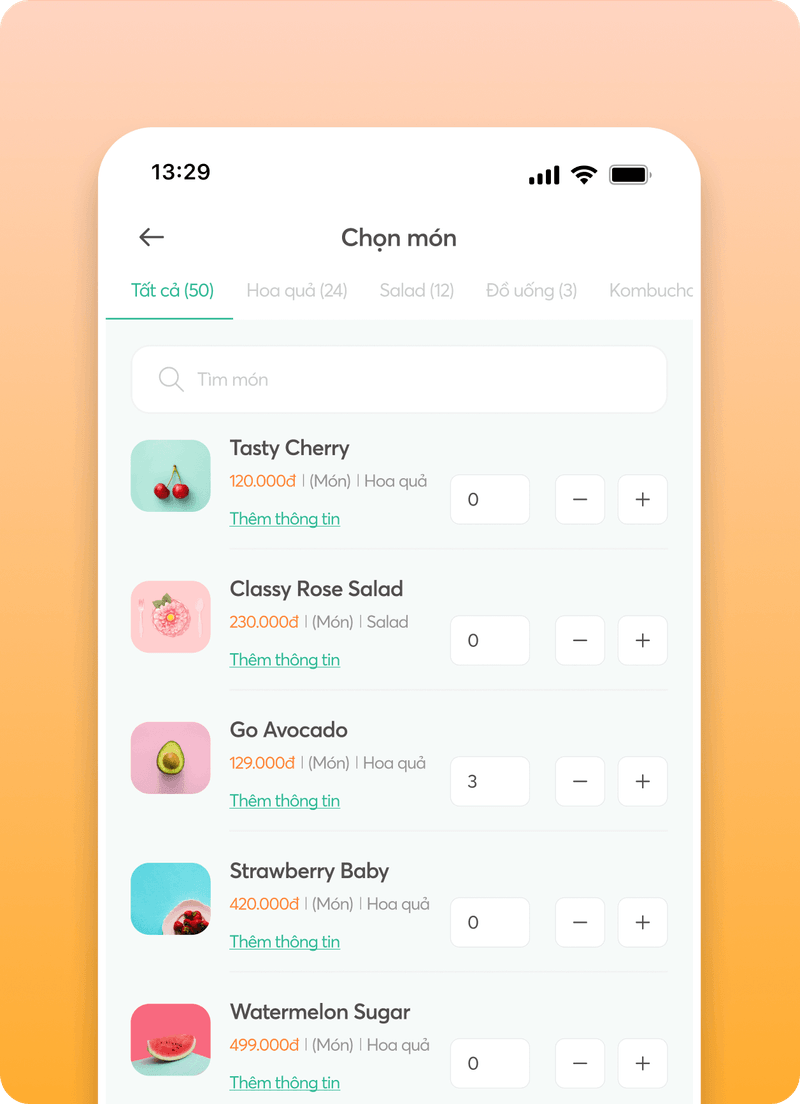 13:29
Chọn món
Tất cả (50) Hoa quả (24) Salad (12) Đồ uống (3) Kombucha
Tìm món
Tasty Cherry
120.000đ | (Món) | Hoa quả
0 − +
Thêm thông tin
Classy Rose Salad
230.000đ | (Món) | Salad
0 − +
Thêm thông tin
Go Avocado
129.000đ | (Món) | Hoa quả
3 − +
Thêm thông tin
Strawberry Baby
420.000đ | (Món) | Hoa quả
0 − +
Thêm thông tin
Watermelon Sugar
499.000đ | (Món) | Hoa quả
0 − +
Thêm thông tin